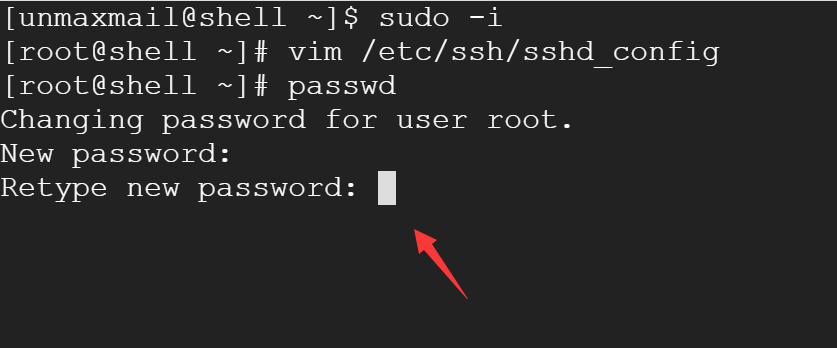 [unmaxmail@shell ~]$ sudo -i
[root@shell ~]# vim /etc/ssh/sshd_config
[root@shell ~]# passwd
Changing password for user root.
New password:
Retype new password: